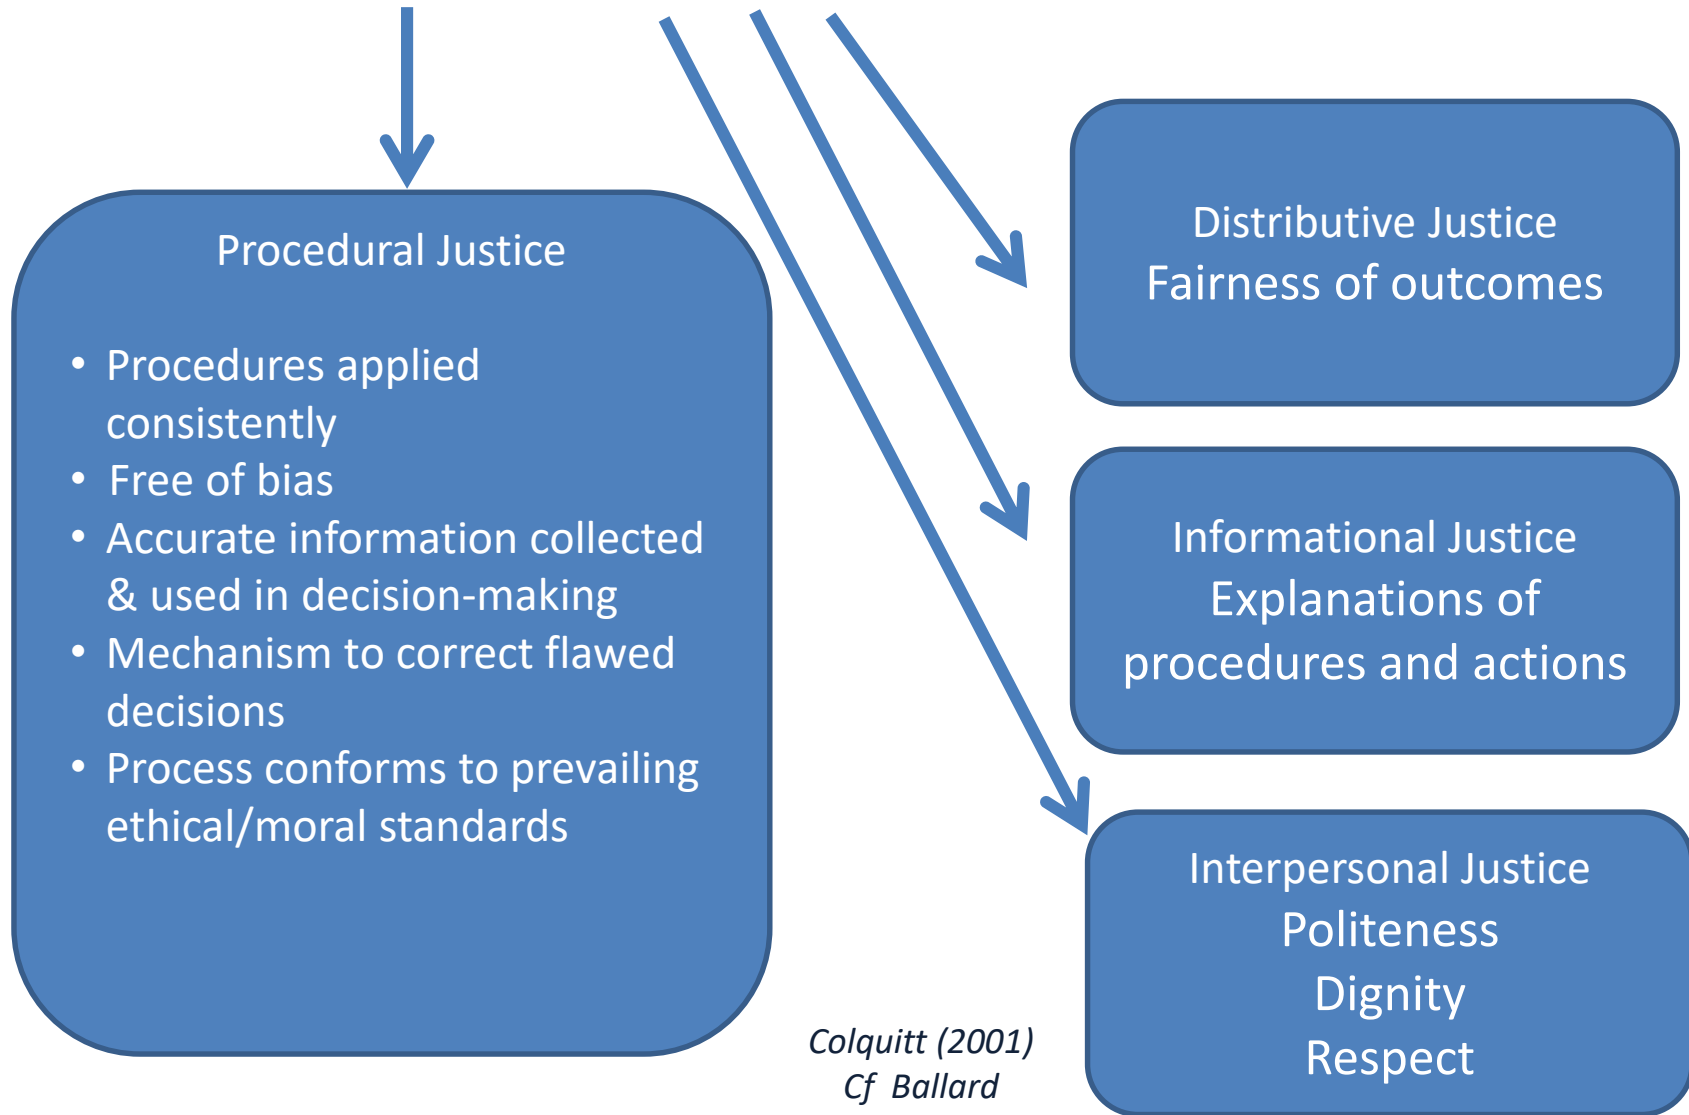 Procedural Justice
• Procedures applied
consistently
• Free of bias
• Accurate information collected
& used in decision-making
• Mechanism to correct flawed
decisions
• Process conforms to prevailing
ethical/moral standards
Distributive Justice
Fairness of outcomes
Informational Justice
Explanations of
procedures and actions
Interpersonal Justice
Politeness
Dignity
Respect
Colquitt (2001)
Cf Ballard